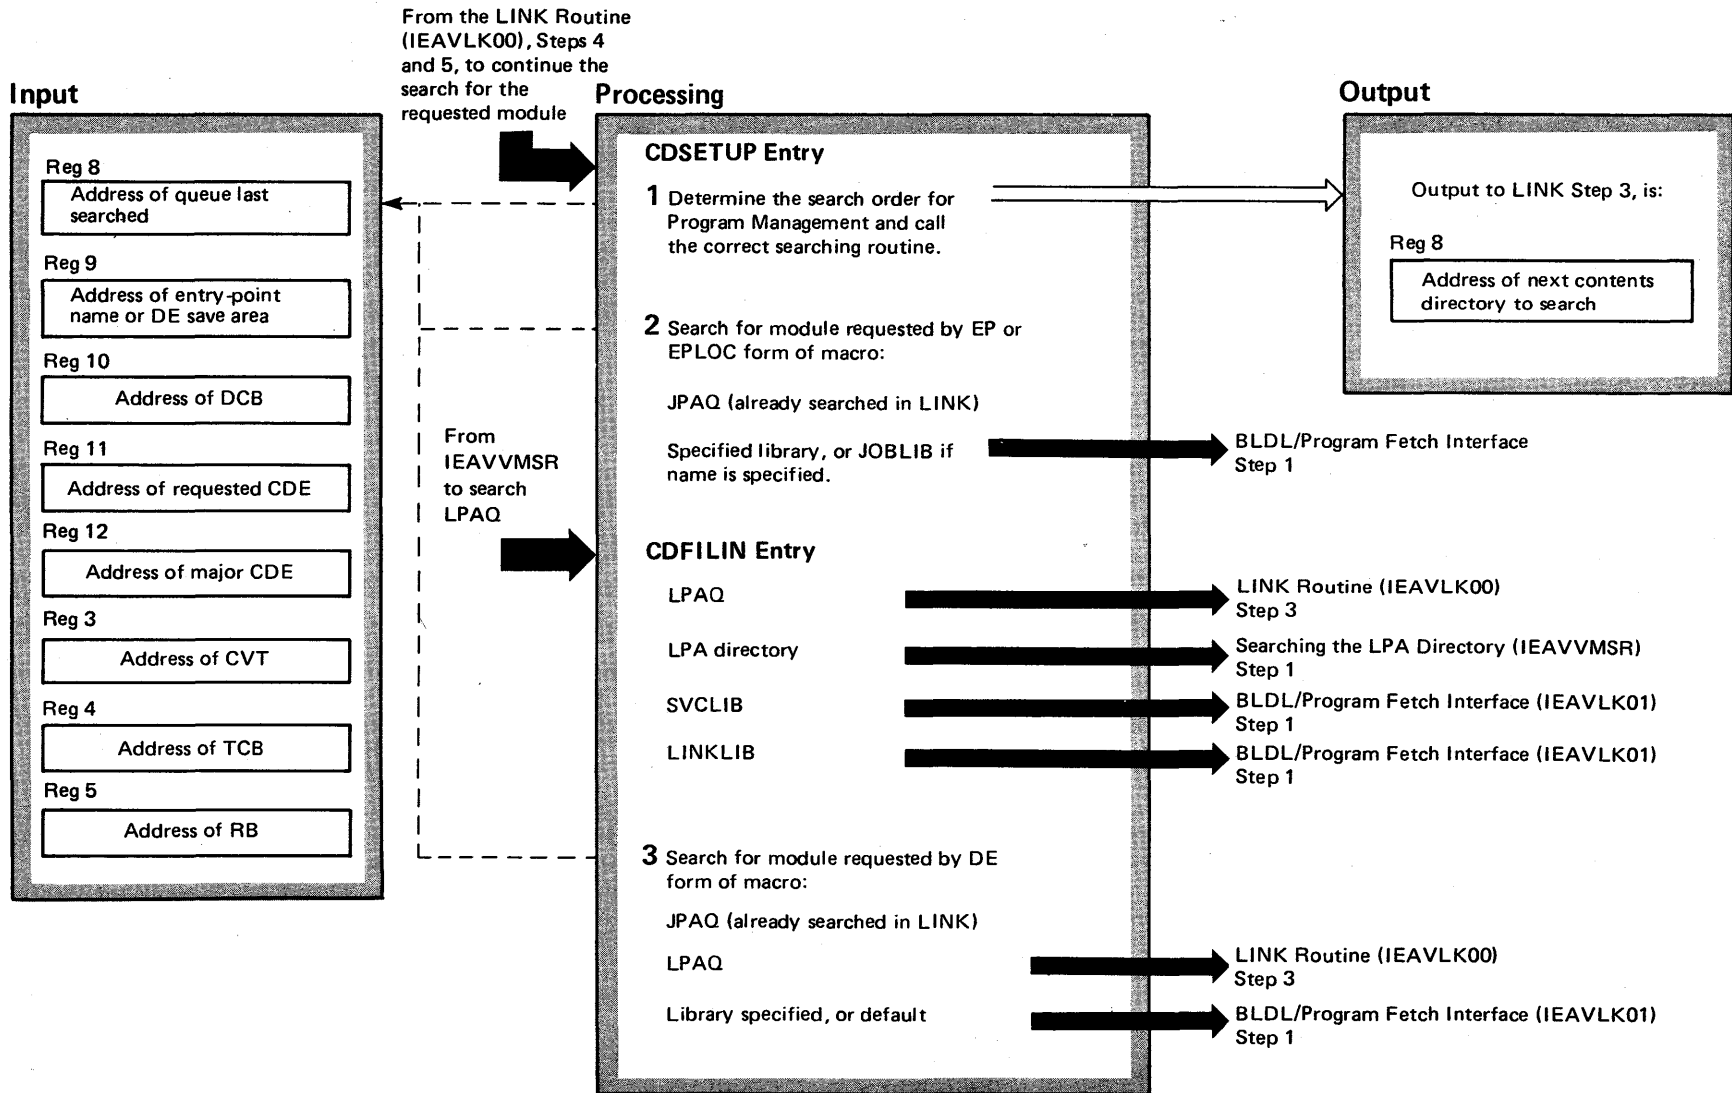 From the LINK Routine
(IEAVLK00), Steps 4
and 5, to continue the
search for the
requested module
Input
Reg 8
Address of queue last
searched
Reg 9
Address of entry-point
name or DE save area
Reg 10
Address of DCB
Reg 11
Address of requested CDE
Reg 12
Address of major CDE
Reg 3
Address of CVT
Reg 4
Address of TCB
Reg 5
Address of RB
From
IEAVVMSR
to search
LPAQ
Processing
CDSETUP Entry
1 Determine the search order for
Program Management and call
the correct searching routine.
2 Search for module requested by EP or
EPLOC form of macro:
JPAQ (already searched in LINK)
Specified library, or JOBLIB if
name is specified.
BLDL/Program Fetch Interface
Step 1
CDFILIN Entry
LPAQ
LINK Routine (IEAVLK00)
Step 3
LPA directory
Searching the LPA Directory (IEAVVMSR)
Step 1
SVCLIB
BLDL/Program Fetch Interface (IEAVLK01)
Step 1
LINKLIB
BLDL/Program Fetch Interface (IEAVLK01)
Step 1
3 Search for module requested by DE
form of macro:
JPAQ (already searched in LINK)
LPAQ
LINK Routine (IEAVLK00)
Step 3
Library specified, or default
BLDL/Program Fetch Interface (IEAVLK01)
Step 1
Output
Output to LINK Step 3, is:
Reg 8
Address of next contents
directory to search